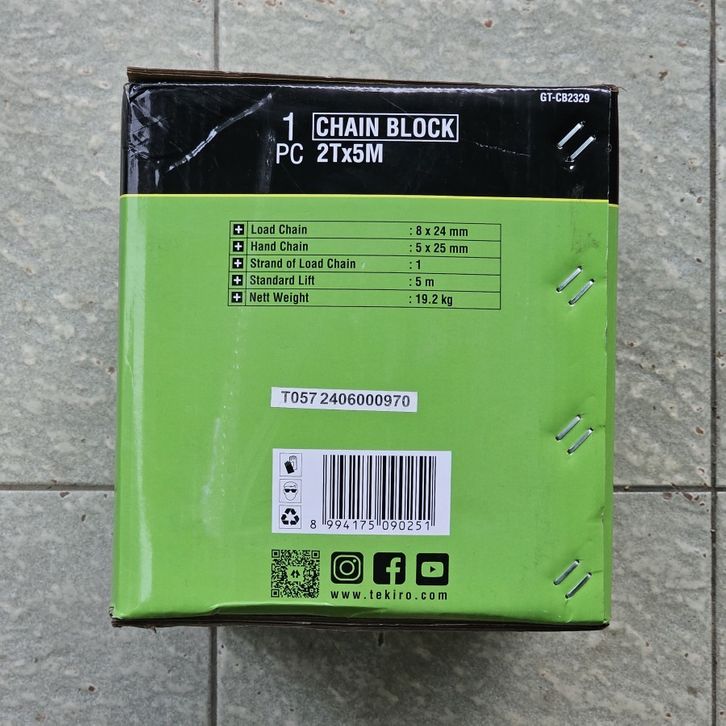 GT-CB2329
1 PC CHAIN BLOCK
2Tx5M
Load Chain : 8 x 24 mm
Hand Chain : 5 x 25 mm
Strand of Load Chain : 1
Standard Lift : 5 m
Nett Weight : 19.2 kg
T057 2406000970
8 994175 090251
www.tekiro.com